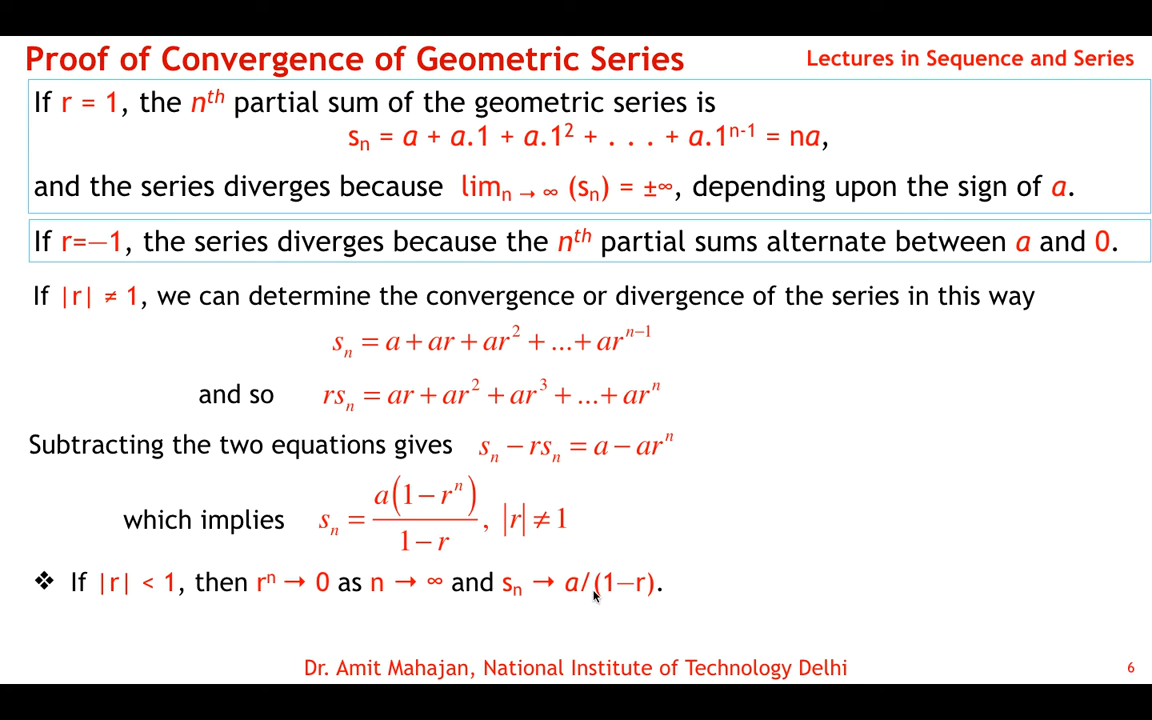 Proof of Convergence of Geometric Series
Lectures in Sequence and Series
If r = 1, the nᵗʰ partial sum of the geometric series is
sₙ = a + a.1 + a.1² + . . . + a.1ⁿ⁻¹ = na,
and the series diverges because limₙ → ∞ (sₙ) = ±∞, depending upon the sign of a.
If r=−1, the series diverges because the nᵗʰ partial sums alternate between a and 0.
If |r| ≠ 1, we can determine the convergence or divergence of the series in this way
sₙ = a + ar + ar² + ...+ arⁿ⁻¹
and so rsₙ = ar + ar² + ar³ + ...+ arⁿ
Subtracting the two equations gives sₙ − rsₙ = a − arⁿ
which implies sₙ = a(1− rⁿ) / (1− r), |r| ≠ 1
❖ If |r| < 1, then rⁿ → 0 as n → ∞ and sₙ → a/(1−r).
Dr. Amit Mahajan, National Institute of Technology Delhi
6